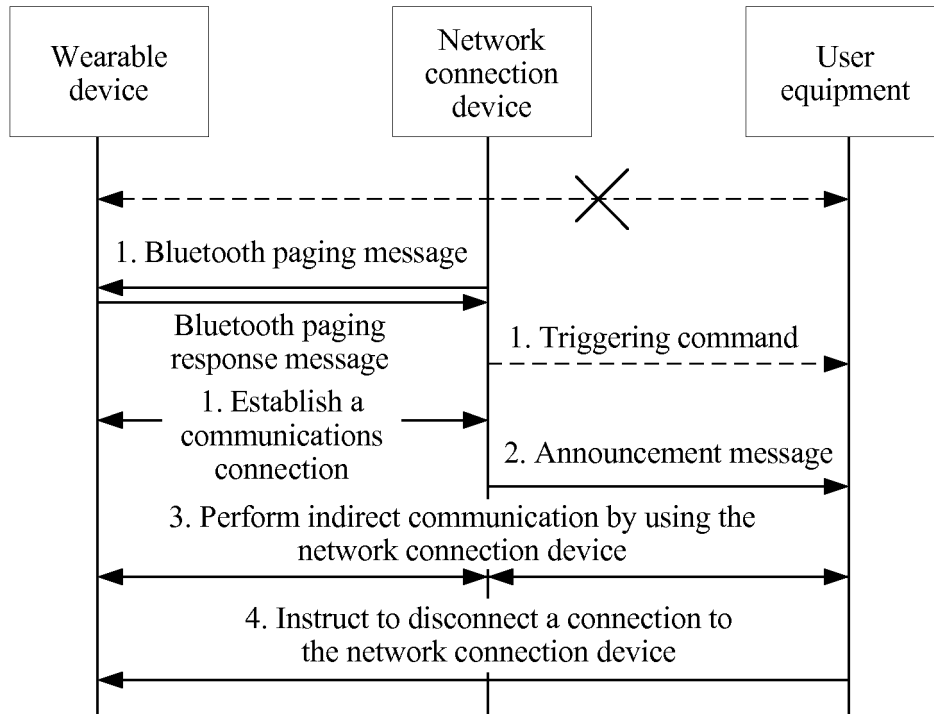 Wearable
device
Network
connection
device
User
equipment
1. Bluetooth paging message
Bluetooth paging
response message
1. Triggering command
1. Establish a
communications
connection
2. Announcement message
3. Perform indirect communication by using the
network connection device
4. Instruct to disconnect a connection to
the network connection device